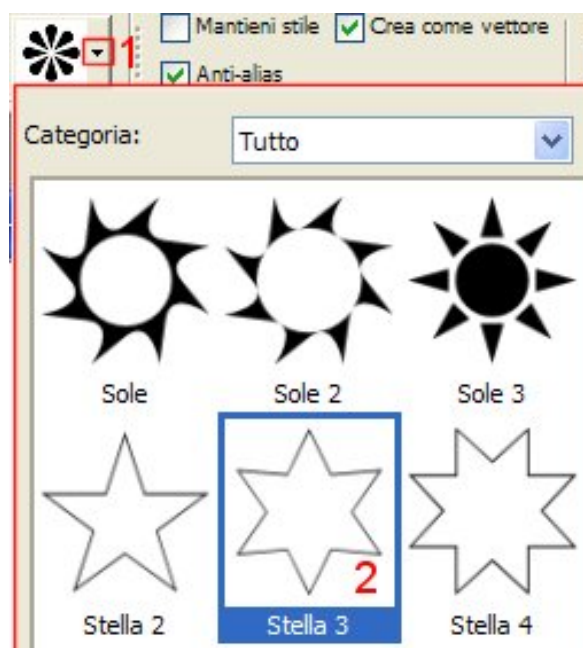 Mantieni stile Crea come vettore
1
Anti-alias
Categoria: Tutto
Sole Sole 2 Sole 3
2
Stella 2 Stella 3 Stella 4